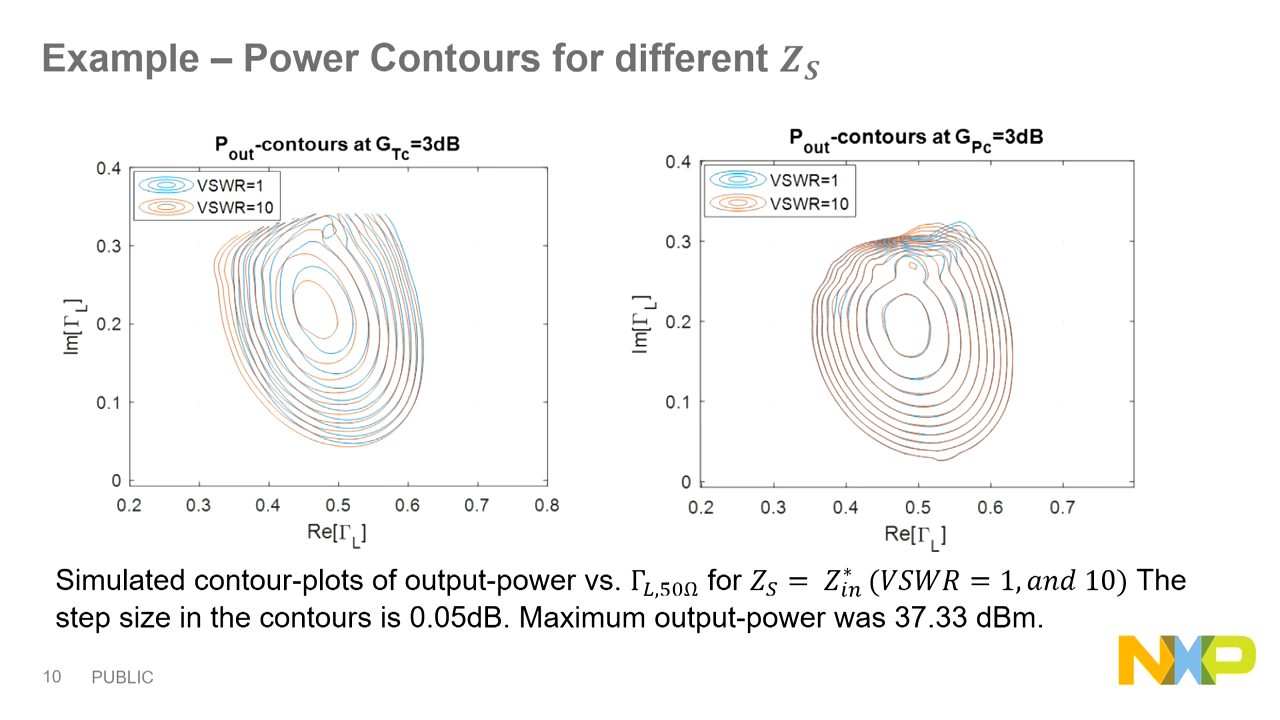 Example – Power Contours for different Z_S
P_out-contours at G_Tc=3dB
VSWR=1
VSWR=10
0.4
0.3
0.2
0.1
0
Im[Γ_L]
0.2 0.3 0.4 0.5 0.6 0.7 0.8
Re[Γ_L]
P_out-contours at G_Pc=3dB
VSWR=1
VSWR=10
0.4
0.3
0.2
0.1
0
Im[Γ_L]
0.2 0.3 0.4 0.5 0.6 0.7
Re[Γ_L]
Simulated contour-plots of output-power vs. Γ_L,50Ω for Z_S = Z_in^* (VSWR = 1, and 10) The
step size in the contours is 0.05dB. Maximum output-power was 37.33 dBm.
10 PUBLIC
NXP